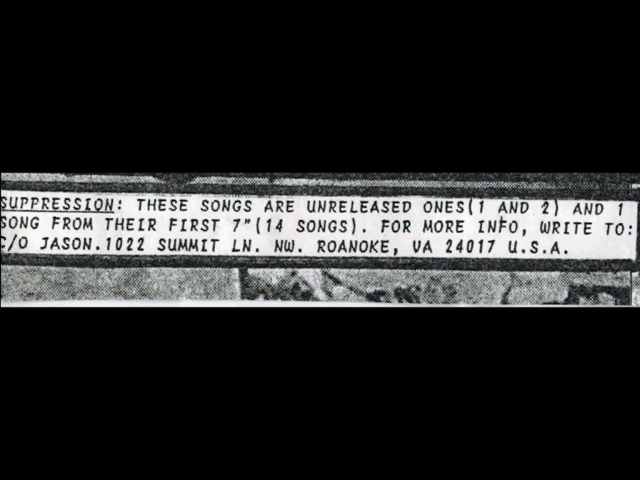 SUPPRESSION: THESE SONGS ARE UNRELEASED ONES(1 AND 2) AND 1
SONG FROM THEIR FIRST 7"(14 SONGS). FOR MORE INFO, WRITE TO:
C/O JASON.1022 SUMMIT LN. NW. ROANOKE, VA 24017 U.S.A.